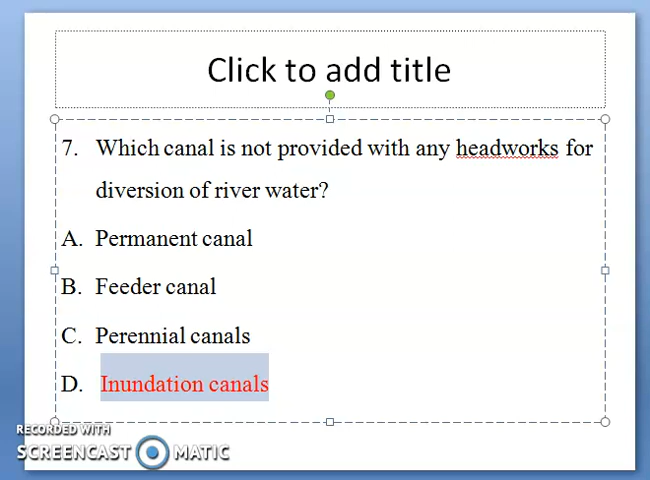 Click to add title
7. Which canal is not provided with any headworks for
diversion of river water?
A. Permanent canal
B. Feeder canal
C. Perennial canals
D. Inundation canals
RECORDED WITH
SCREENCAST MATIC